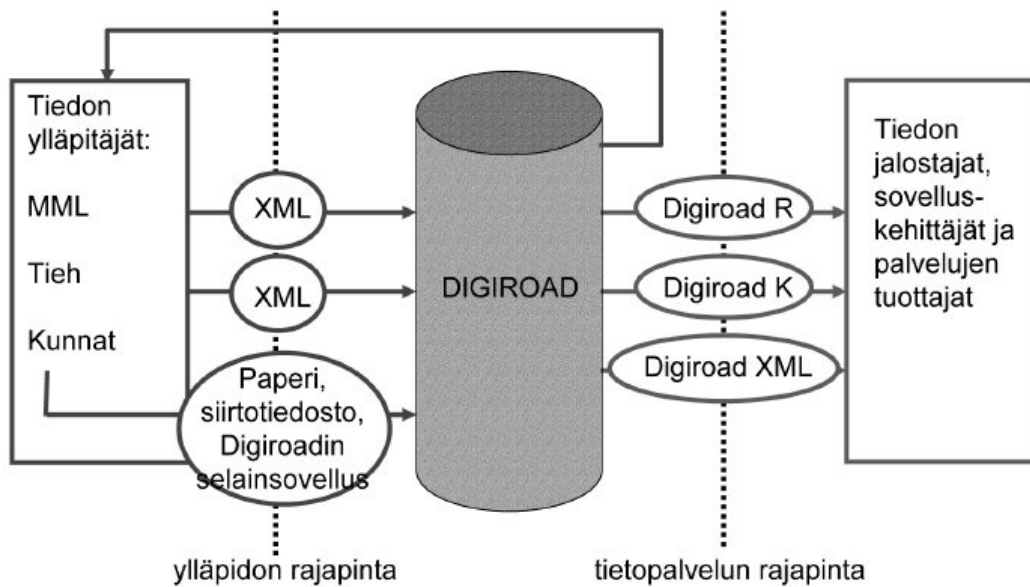 Tiedon
ylläpitäjät:
MML
Tieh
Kunnat
XML
XML
Paperi,
siirtotiedosto,
Digiroadin
selainsovellus
DIGIROAD
Digiroad R
Digiroad K
Digiroad XML
Tiedon
jalostajat,
sovellus-
kehittäjät ja
palvelujen
tuottajat
ylläpidon rajapinta
tietopalvelun rajapinta